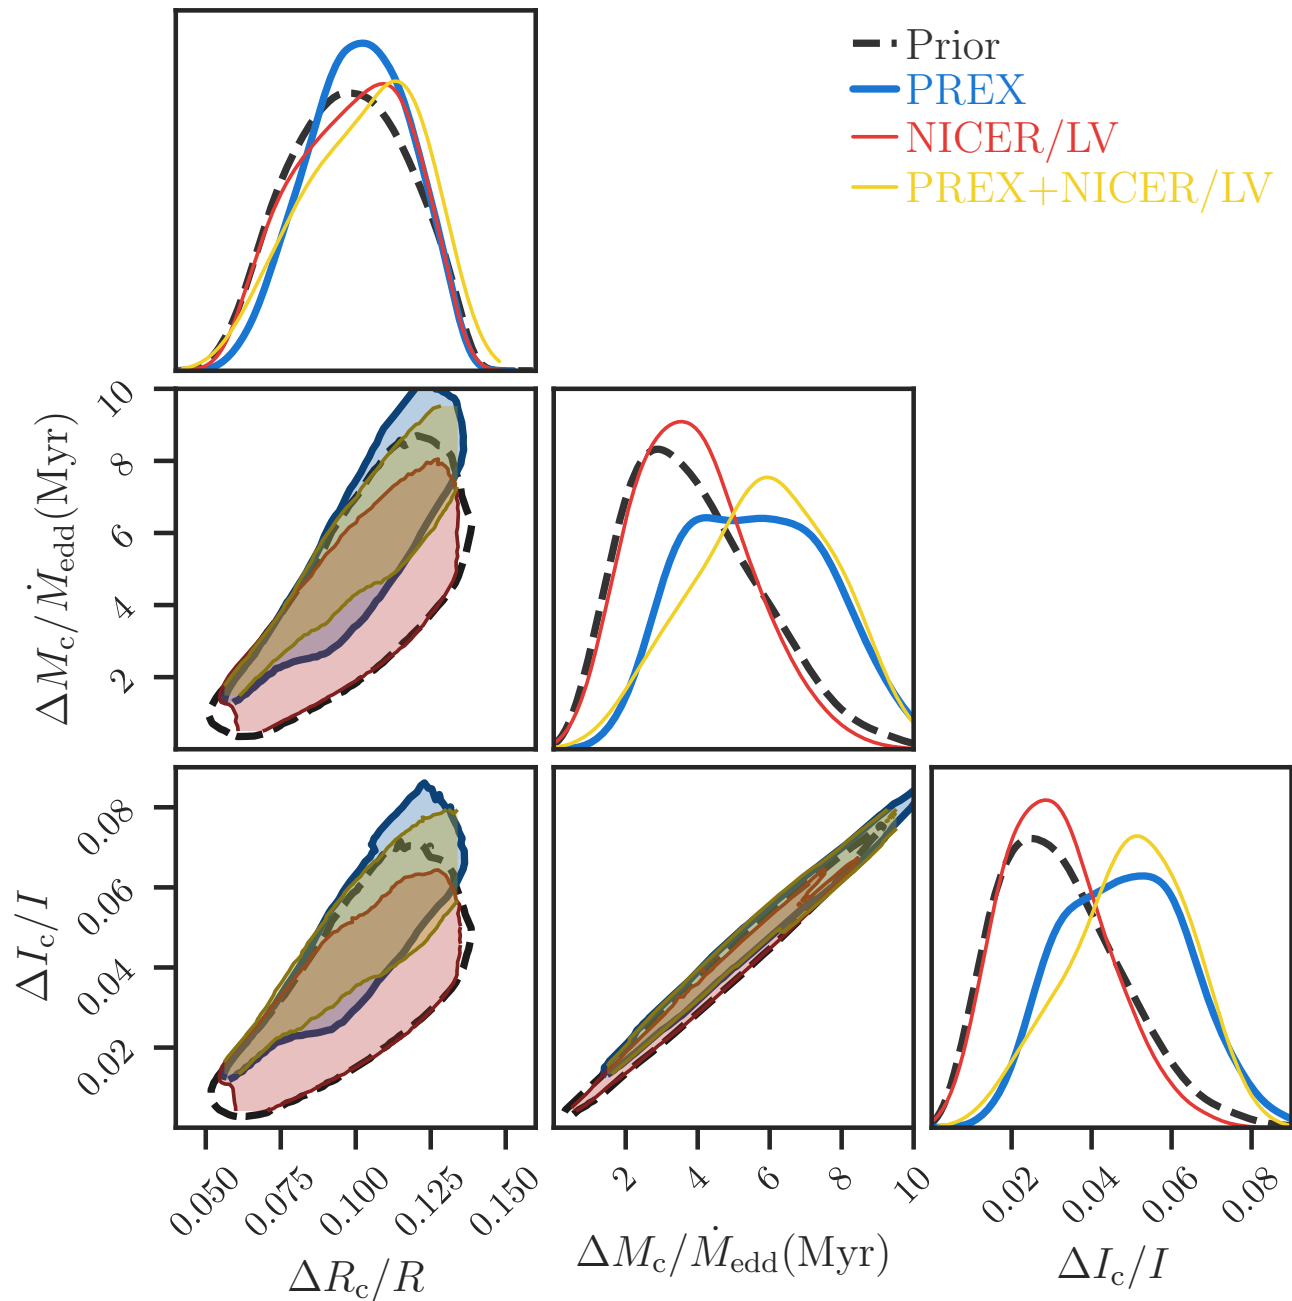 Prior
PREX
NICER/LV
PREX+NICER/LV
ΔM_c/Ṁ_edd(Myr)
10
8
6
4
2
ΔI_c/I
0.08
0.06
0.04
0.02
0.050 0.075 0.100 0.125 0.150
2 4 6 8 10
0.02 0.04 0.06 0.08
ΔR_c/R
ΔM_c/Ṁ_edd(Myr)
ΔI_c/I